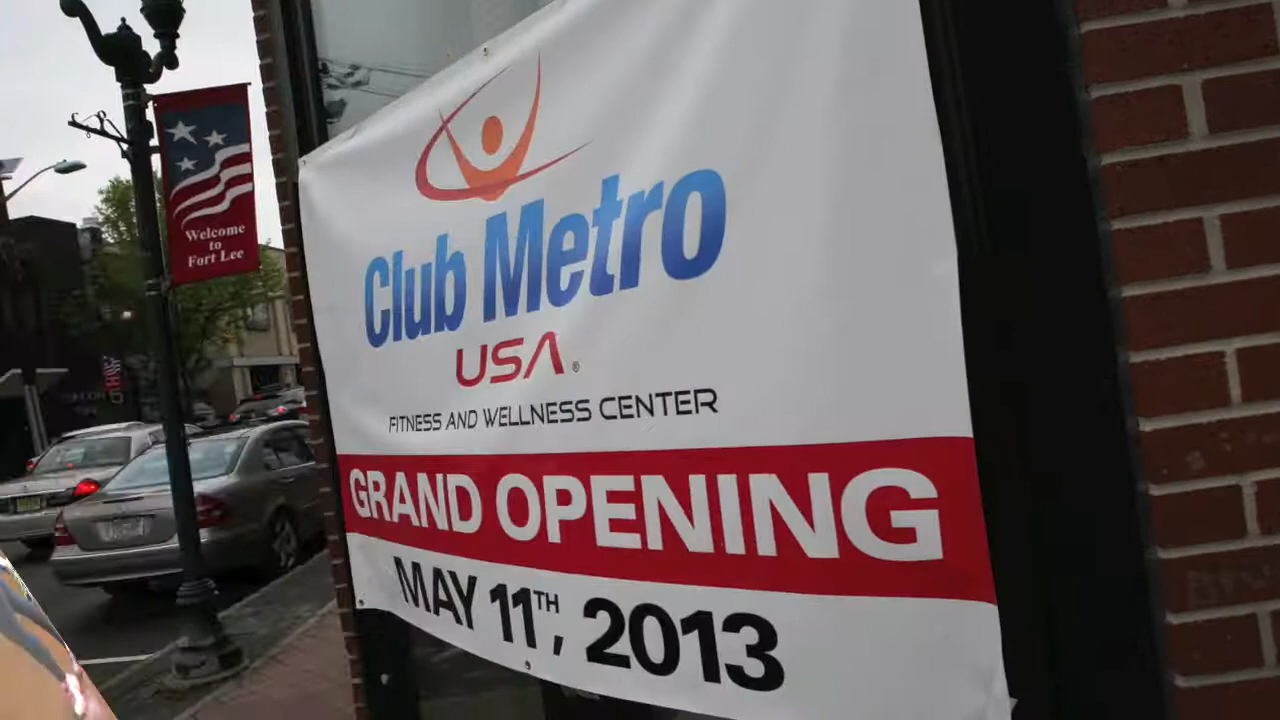 Welcome
to
Fort Lee
Club Metro
USA®
FITNESS AND WELLNESS CENTER
GRAND OPENING
MAY 11TH, 2013